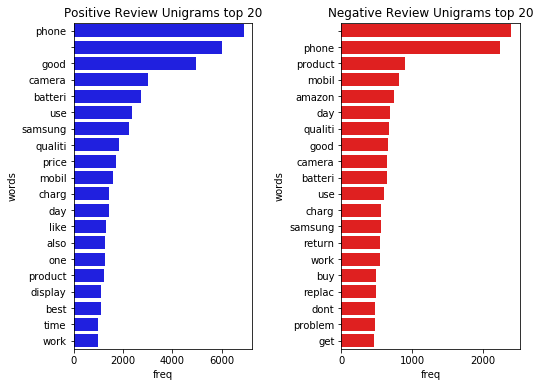 Positive Review Unigrams top 20
words
phone
good
camera
batteri
use
samsung
qualiti
price
mobil
charg
day
like
also
one
product
display
best
time
work
0
2000
4000
6000
freq
Negative Review Unigrams top 20
words
phone
product
mobil
amazon
day
qualiti
good
camera
batteri
use
charg
samsung
return
work
buy
replac
dont
problem
get
0
1000
2000
freq